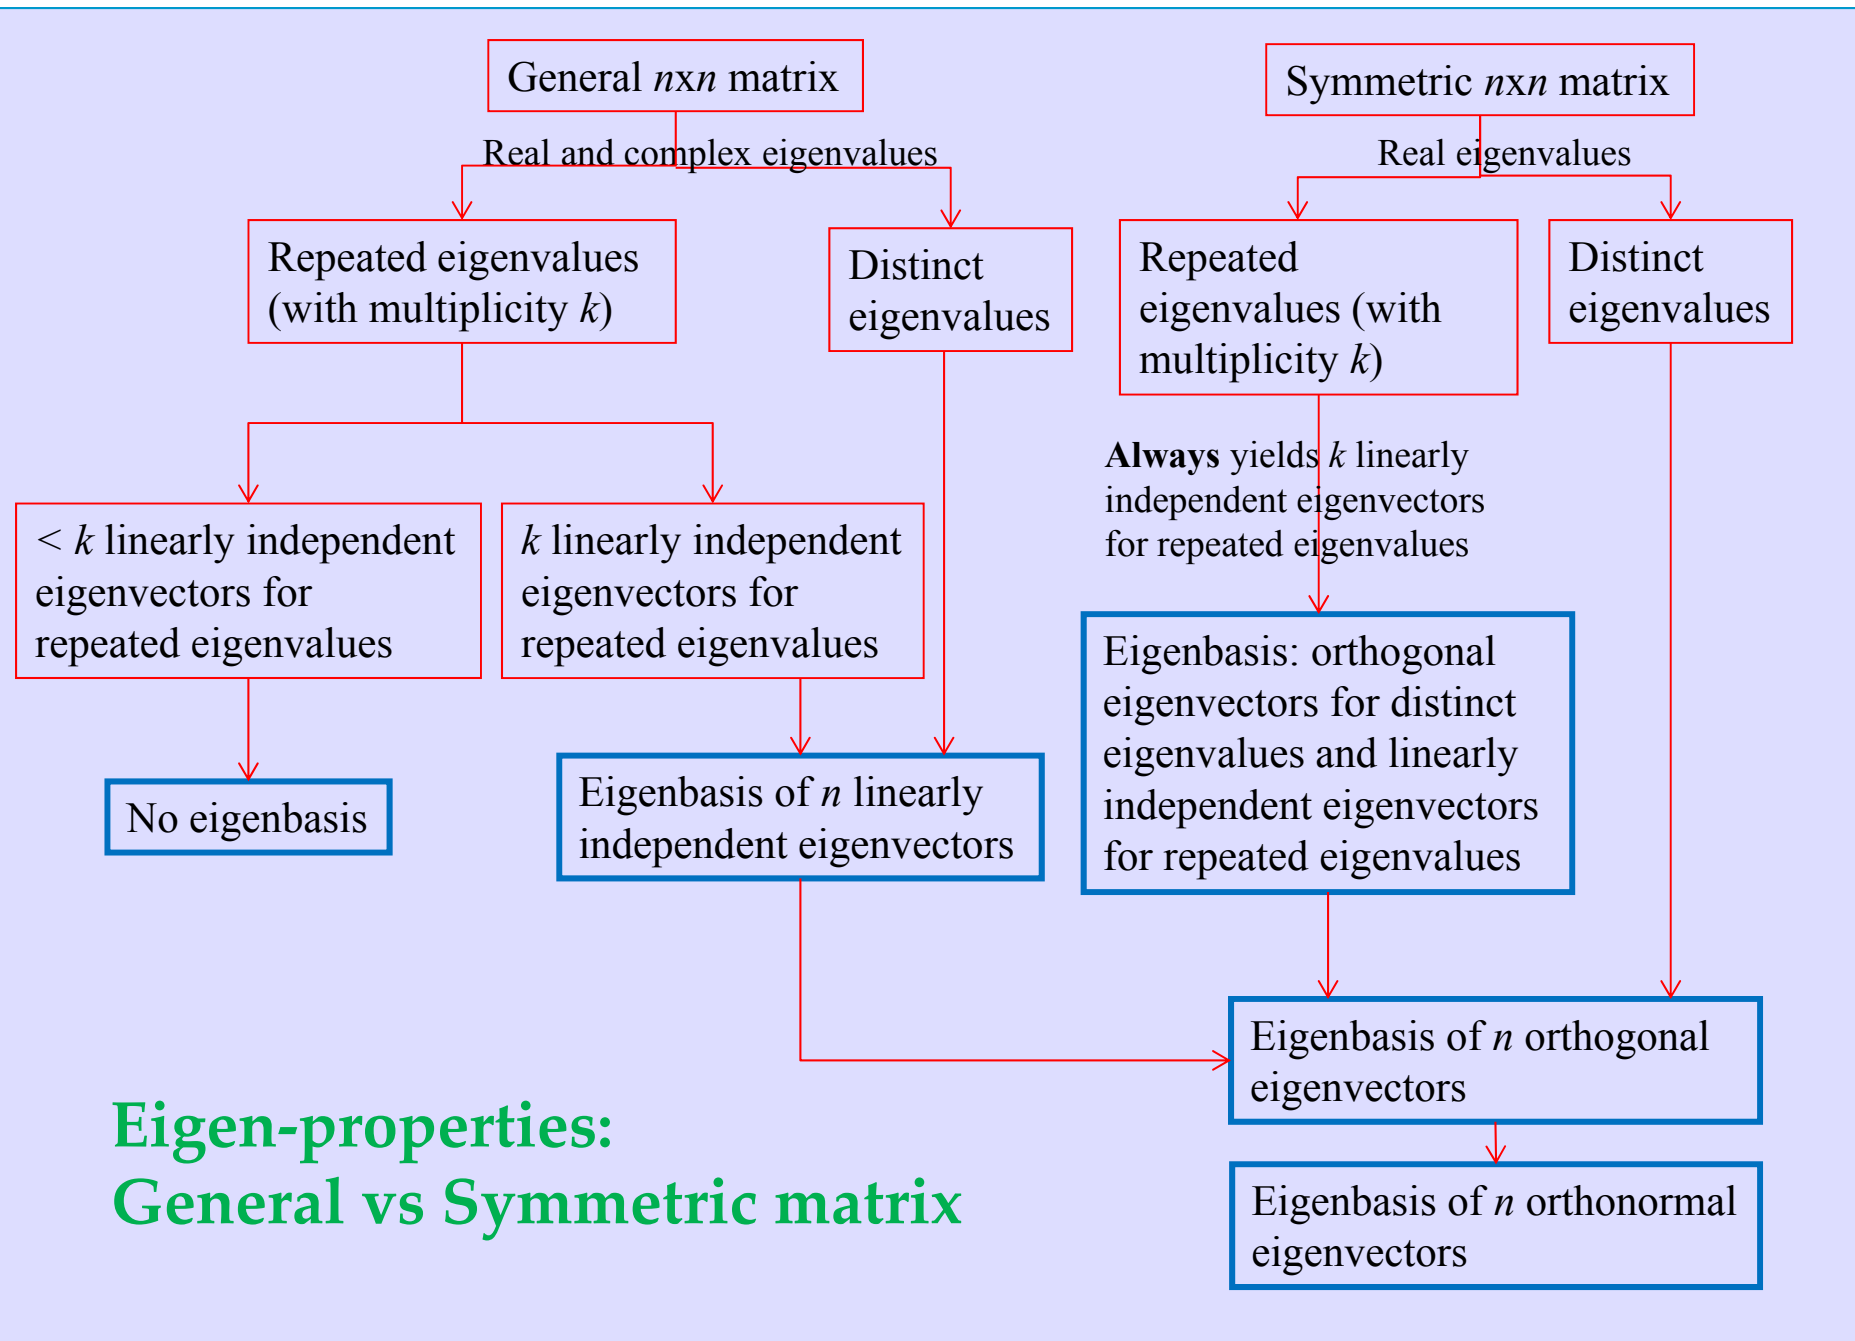 General nxn matrix
Real and complex eigenvalues
Repeated eigenvalues
(with multiplicity k)
Distinct
eigenvalues
< k linearly independent
eigenvectors for
repeated eigenvalues
k linearly independent
eigenvectors for
repeated eigenvalues
No eigenbasis
Eigenbasis of n linearly
independent eigenvectors
Symmetric nxn matrix
Real eigenvalues
Repeated
eigenvalues (with
multiplicity k)
Distinct
eigenvalues
Always yields k linearly
independent eigenvectors
for repeated eigenvalues
Eigenbasis: orthogonal
eigenvectors for distinct
eigenvalues and linearly
independent eigenvectors
for repeated eigenvalues
Eigenbasis of n orthogonal
eigenvectors
Eigenbasis of n orthonormal
eigenvectors
Eigen-properties:
General vs Symmetric matrix